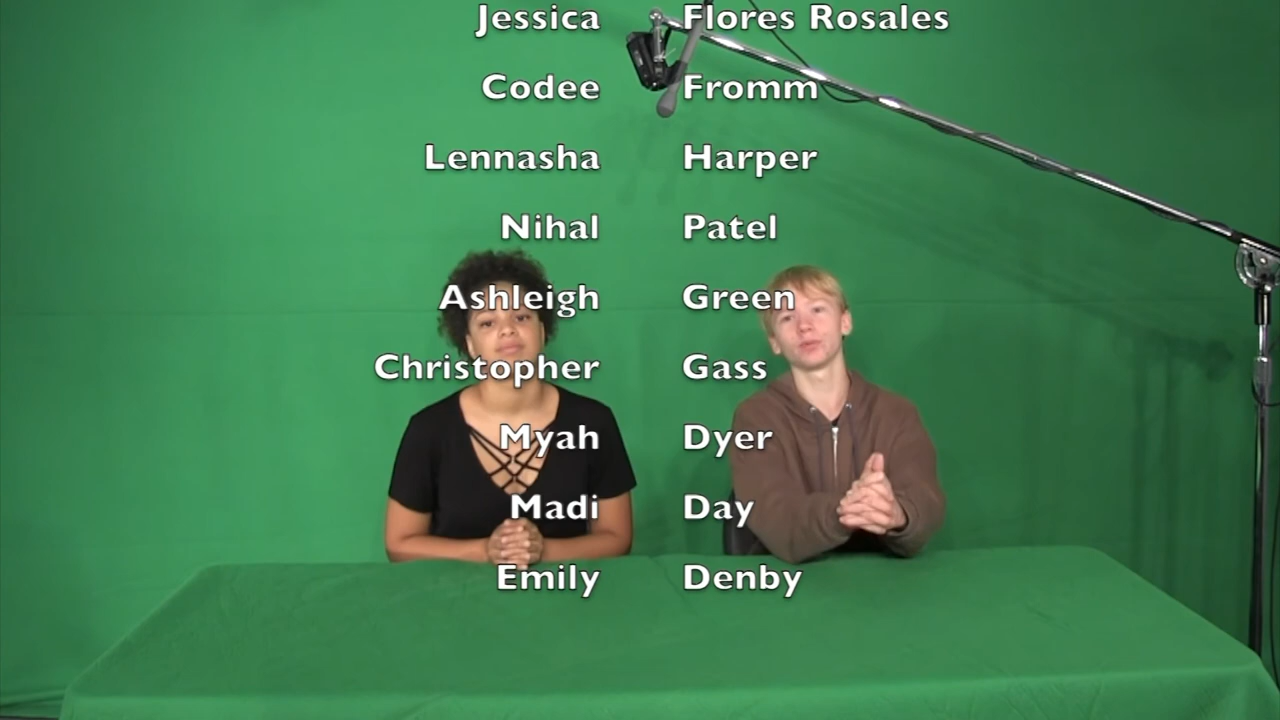 Jessica Flores Rosales
Codee Fromm
Lennasha Harper
Nihal Patel
Ashleigh Green
Christopher Gass
Myah Dyer
Madi Day
Emily Denby